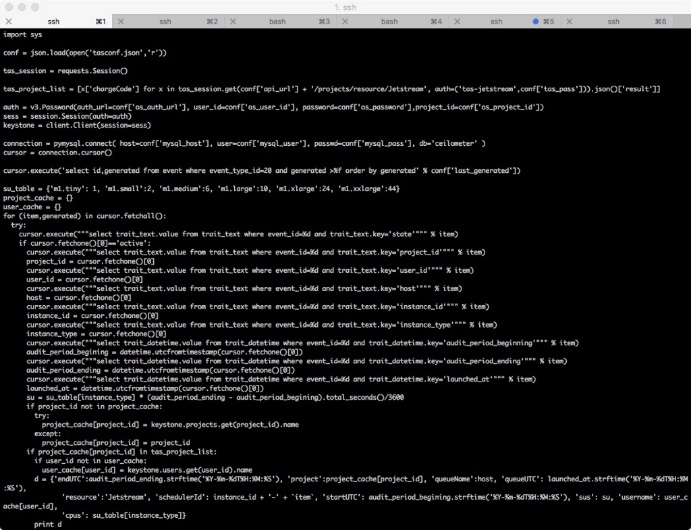 1. ssh
× ssh ⌘1 × ssh ⌘2 × bash ⌘3 × bash ⌘4 × ssh ⌘5 × ssh ⌘6
import sys
conf = json.load(open('tasconf.json','r'))
tas_session = requests.Session()
tas_project_list = [x['chargeCode'] for x in tas_session.get(conf['api_url'] + '/projects/resource/Jetstream', auth=('tas-jetstream',conf['tas_pass'])).json()['result']]
auth = v3.Password(auth_url=conf['os_auth_url'], user_id=conf['os_user_id'], password=conf['os_password'],project_id=conf['os_project_id'])
sess = session.Session(auth=auth)
keystone = client.Client(session=sess)
connection = pymysql.connect( host=conf['mysql_host'], user=conf['mysql_user'], passwd=conf['mysql_pass'], db='ceilometer' )
cursor = connection.cursor()
cursor.execute('select id,generated from event where event_type_id=20 and generated >%f order by generated' % conf['last_generated'])
su_table = {'m1.tiny': 1, 'm1.small':2, 'm1.medium':6, 'm1.large':10, 'm1.xlarge':24, 'm1.xxlarge':44}
project_cache = {}
user_cache = {}
for (item,generated) in cursor.fetchall():
try:
cursor.execute("""select trait_text.value from trait_text where event_id=%d and trait_text.key='state'""" % item)
if cursor.fetchone()[0]=='active':
cursor.execute("""select trait_text.value from trait_text where event_id=%d and trait_text.key='project_id'""" % item)
project_id = cursor.fetchone()[0]
cursor.execute("""select trait_text.value from trait_text where event_id=%d and trait_text.key='user_id'""" % item)
user_id = cursor.fetchone()[0]
cursor.execute("""select trait_text.value from trait_text where event_id=%d and trait_text.key='host'""" % item)
host = cursor.fetchone()[0]
cursor.execute("""select trait_text.value from trait_text where event_id=%d and trait_text.key='instance_id'""" % item)
instance_id = cursor.fetchone()[0]
cursor.execute("""select trait_text.value from trait_text where event_id=%d and trait_text.key='instance_type'""" % item)
instance_type = cursor.fetchone()[0]
cursor.execute("""select trait_datetime.value from trait_datetime where event_id=%d and trait_datetime.key='audit_period_beginning'""" % item)
audit_period_begining = datetime.utcfromtimestamp(cursor.fetchone()[0])
cursor.execute("""select trait_datetime.value from trait_datetime where event_id=%d and trait_datetime.key='audit_period_ending'""" % item)
audit_period_ending = datetime.utcfromtimestamp(cursor.fetchone()[0])
cursor.execute("""select trait_datetime.value from trait_datetime where event_id=%d and trait_datetime.key='launched_at'""" % item)
launched_at = datetime.utcfromtimestamp(cursor.fetchone()[0])
su = su_table[instance_type] * (audit_period_ending - audit_period_begining).total_seconds()/3600
if project_id not in project_cache:
try:
project_cache[project_id] = keystone.projects.get(project_id).name
except:
project_cache[project_id] = project_id
if project_cache[project_id] in tas_project_list:
if user_id not in user_cache:
user_cache[user_id] = keystone.users.get(user_id).name
d = {'endUTC':audit_period_ending.strftime('%Y-%m-%dT%H:%M:%S'), 'project':project_cache[project_id], 'queueName':host, 'queueUTC': launched_at.strftime('%Y-%m-%dT%H:%M
:%S'),
'resource':'Jetstream', 'schedulerId': instance_id + '-' + `item`, 'startUTC': audit_period_begining.strftime('%Y-%m-%dT%H:%M:%S'), 'sus': su, 'username': user_c
ache[user_id],
'cpus': su_table[instance_type]}
print d